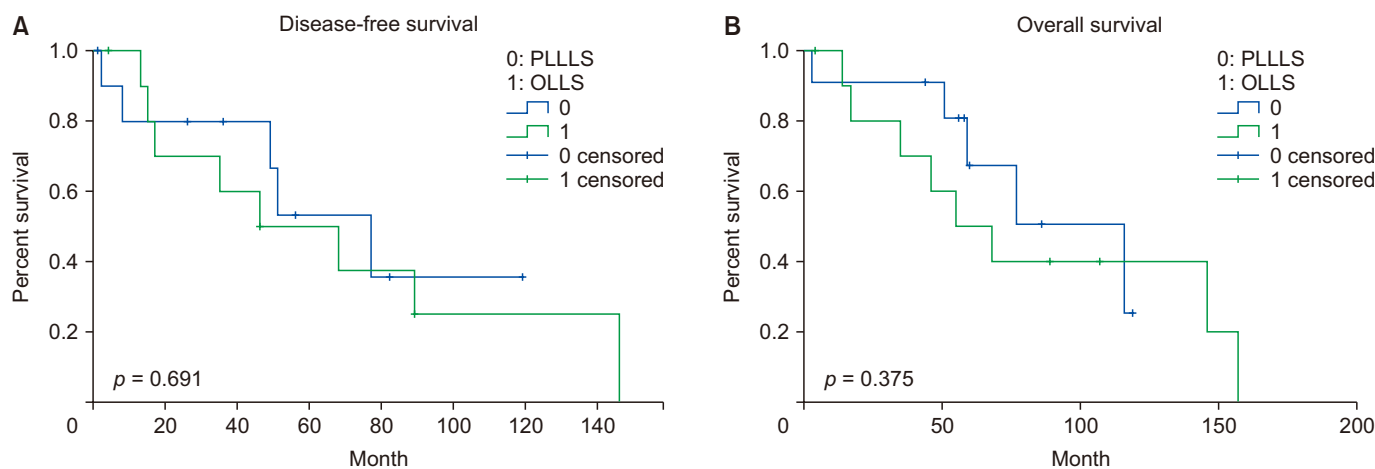 A
Disease-free survival
1.0
0.8
0.6
0.4
0.2
Percent survival
0: PLLLS
1: OLLS
0
1
0 censored
1 censored
p = 0.691
0 20 40 60 80 100 120 140
Month
B
Overall survival
1.0
0.8
0.6
0.4
0.2
Percent survival
0: PLLLS
1: OLLS
0
1
0 censored
1 censored
p = 0.375
0 50 100 150 200
Month